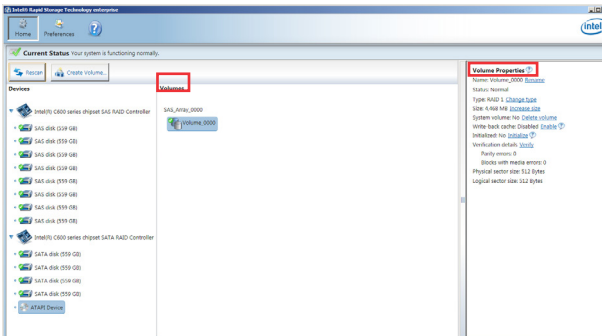 Intel® Rapid Storage Technology enterprise
Home
Preferences
?
intel
Current Status Your system is functioning normally.
Rescan
Create Volume...
Devices
Intel(R) C600 series chipset SAS RAID Controller
SAS disk (559 GB)
SAS disk (559 GB)
SAS disk (559 GB)
SAS disk (559 GB)
SAS disk (559 GB)
SAS disk (559 GB)
SAS disk (559 GB)
SAS disk (559 GB)
Intel(R) C600 series chipset SATA RAID Controller
SATA disk (559 GB)
SATA disk (559 GB)
SATA disk (559 GB)
SATA disk (559 GB)
ATAPI Device
Volumes
SAS_Array_0000
Volume_0000
Volume Properties ?
Name: Volume_0000 Rename
Status: Normal
Type: RAID 1 Change type
Size: 4,468 MB Increase size
System volume: No Delete volume
Write back cache: Disabled Enable ?
Initialized: No Initialize ?
Verification details Verify
Parity errors: 0
Blocks with media errors: 0
Physical sector size: 512 Bytes
Logical sector size: 512 Bytes